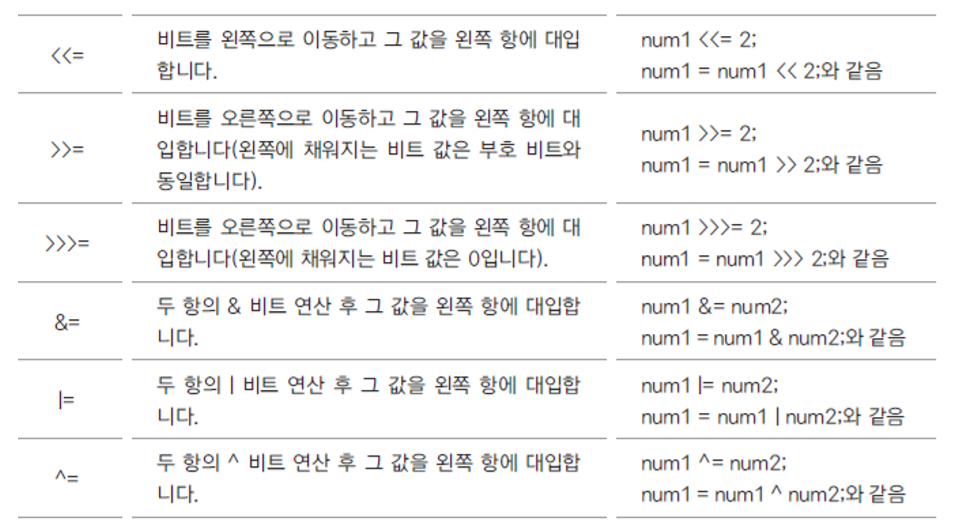 <<=
비트를 왼쪽으로 이동하고 그 값을 왼쪽 항에 대입
합니다.
num1 <<= 2;
num1 = num1 << 2;와 같음
>>=
비트를 오른쪽으로 이동하고 그 값을 왼쪽 항에 대
입합니다(왼쪽에 채워지는 비트 값은 부호 비트와
동일합니다).
num1 >>= 2;
num1 = num1 >> 2;와 같음
>>>=
비트를 오른쪽으로 이동하고 그 값을 왼쪽 항에 대
입합니다(왼쪽에 채워지는 비트 값은 0입니다).
num1 >>>= 2;
num1 = num1 >>> 2;와 같음
&=
두 항의 & 비트 연산 후 그 값을 왼쪽 항에 대입합
니다.
num1 &= num2;
num1 = num1 & num2;와 같음
|=
두 항의 | 비트 연산 후 그 값을 왼쪽 항에 대입합
니다.
num1 |= num2;
num1 = num1 | num2;와 같음
^=
두 항의 ^ 비트 연산 후 그 값을 왼쪽 항에 대입합
니다.
num1 ^= num2;
num1 = num1 ^ num2;와 같음